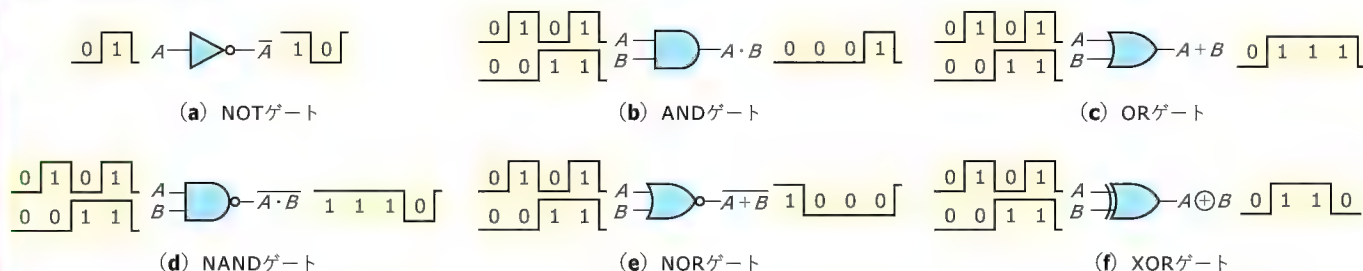 0 1 A A̅ 1 0
0 1 0 1 A
0 0 1 1 B A・B 0 0 0 1
0 1 0 1 A
0 0 1 1 B A+B 0 1 1 1
(a) NOTゲート
(b) ANDゲート
(c) ORゲート
0 1 0 1 A
0 0 1 1 B A・B 1 1 1 0
0 1 0 1 A
0 0 1 1 B A+B 1 0 0 0
0 1 0 1 A
0 0 1 1 B A⊕B 0 1 1 0
(d) NANDゲート
(e) NORゲート
(f) XORゲート